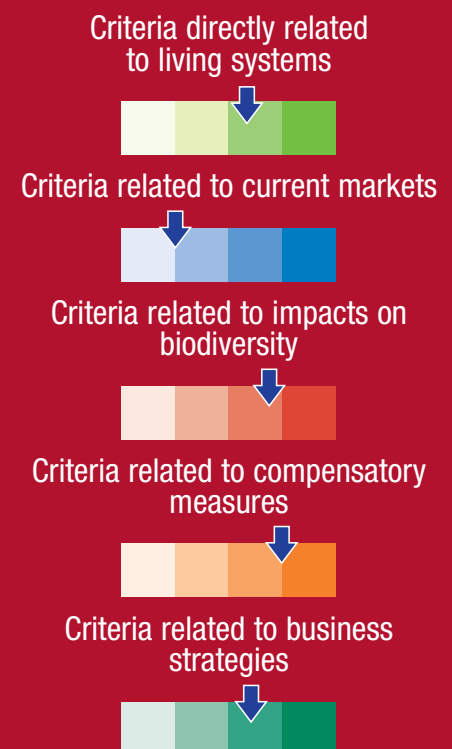 Criteria directly related
to living systems
Criteria related to current markets
Criteria related to impacts on
biodiversity
Criteria related to compensatory
measures
Criteria related to business
strategies